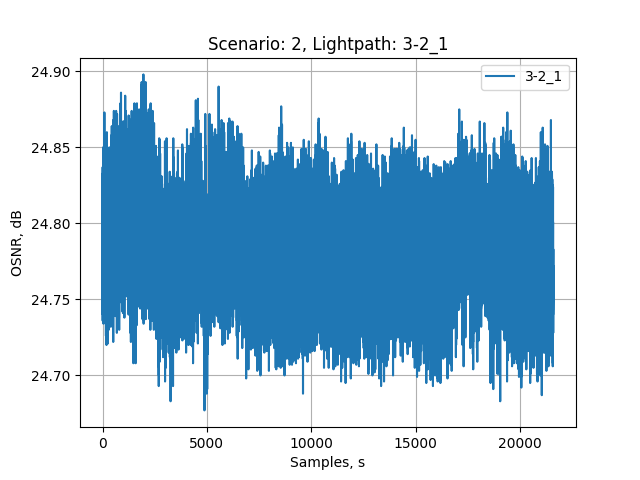 Scenario: 2, Lightpath: 3-2_1
3-2_1
24.90
24.85
24.80
24.75
24.70
OSNR, dB
0 5000 10000 15000 20000
Samples, s